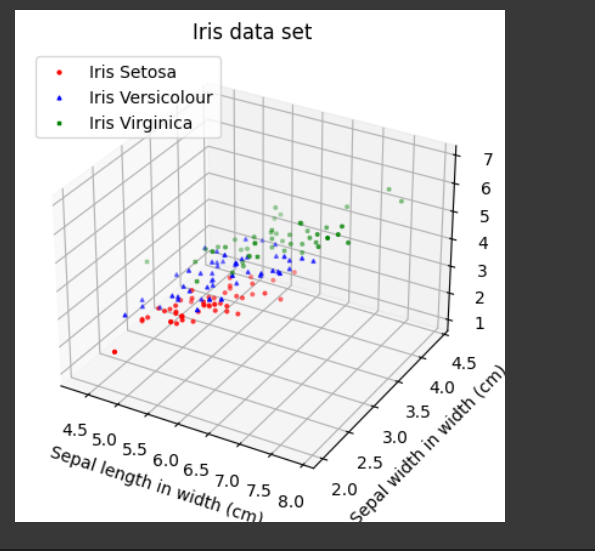 Iris data set
Iris Setosa
Iris Versicolour
Iris Virginica
7
6
5
4
3
2
1
4.5
4.0
3.5
3.0
2.5
2.0
4.5 5.0 5.5 6.0 6.5 7.0 7.5 8.0
Sepal length in width (cm)
Sepal width in width (cm)